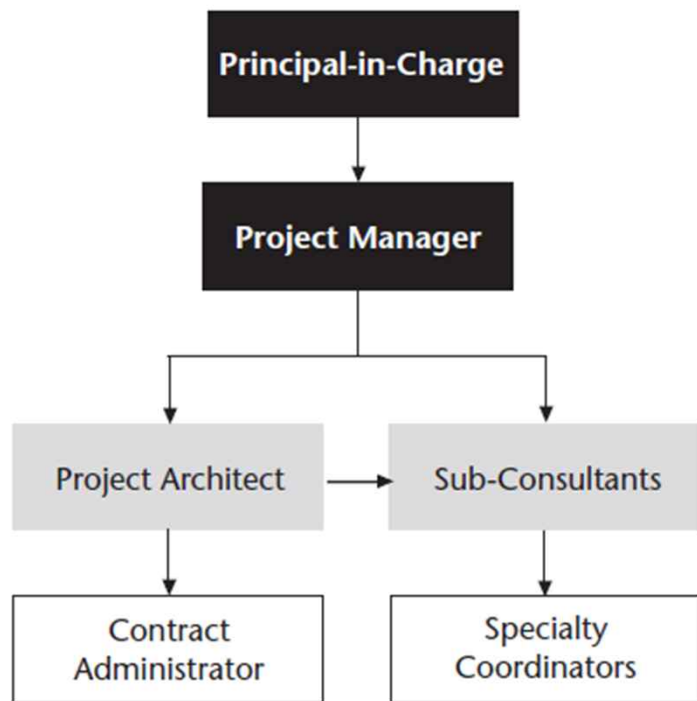 Principal-in-Charge
Project Manager
Project Architect
Sub-Consultants
Contract
Administrator
Specialty
Coordinators